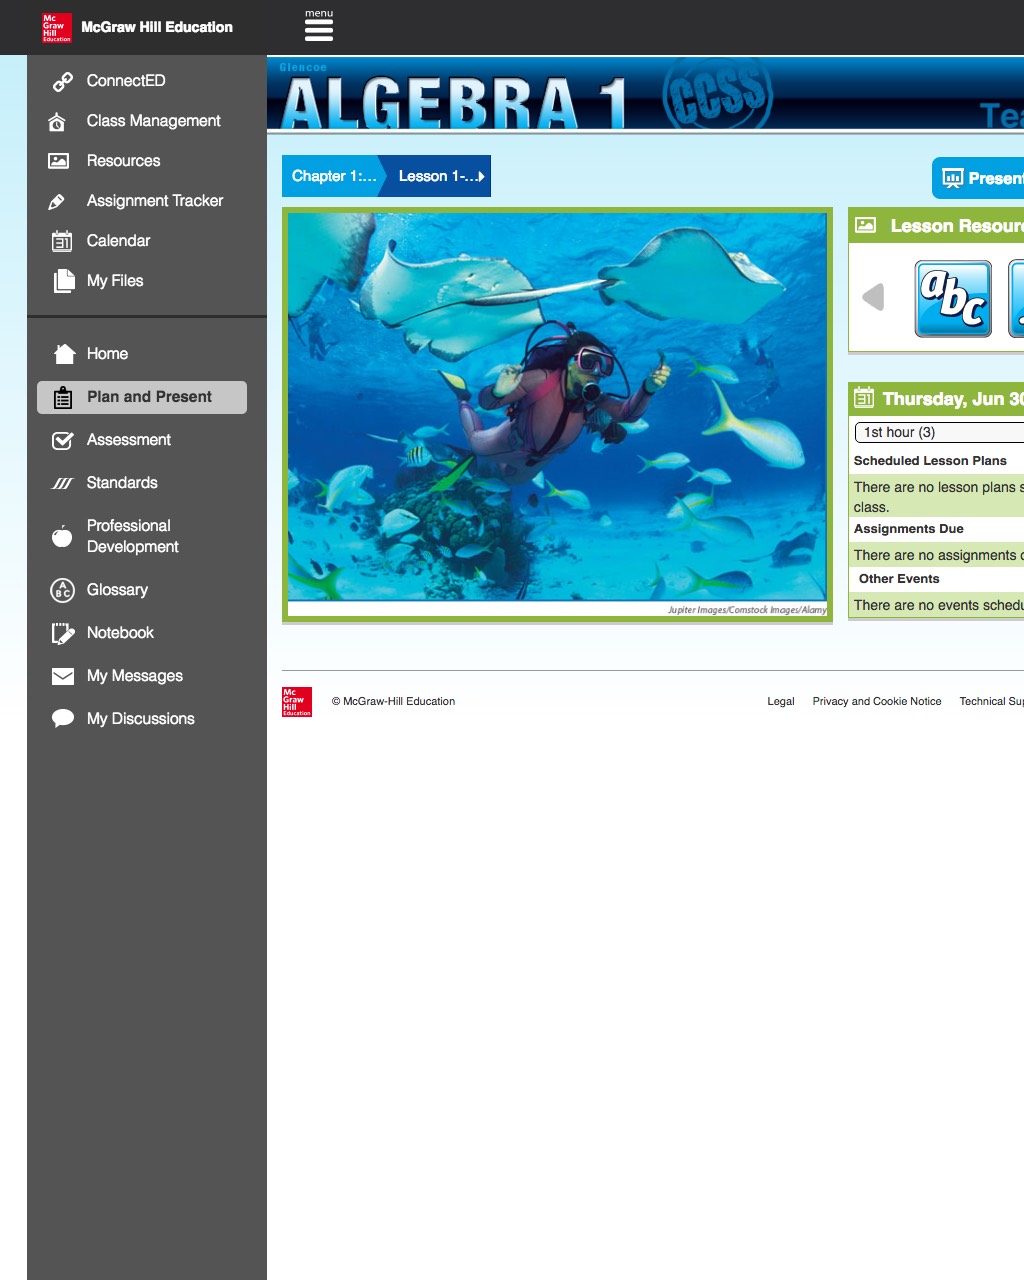 Mc
Graw
Hill
Education
McGraw Hill Education
menu
ConnectED
Class Management
Resources
Assignment Tracker
31
Calendar
My Files
Home
Plan and Present
Assessment
Standards
Professional
Development
A
B C
Glossary
Notebook
My Messages
My Discussions
Glencoe
ALGEBRA 1
CCSS
Tea
Chapter 1:...
Lesson 1-...
Present
Jupiter Images/Comstock Images/Alamy
Lesson Resour
abc
31
Thursday, Jun 30
1st hour (3)
Scheduled Lesson Plans
There are no lesson plans s
class.
Assignments Due
There are no assignments
Other Events
There are no events schedu
Mc
Graw
Hill
Education
© McGraw-Hill Education
Legal
Privacy and Cookie Notice
Technical Sup